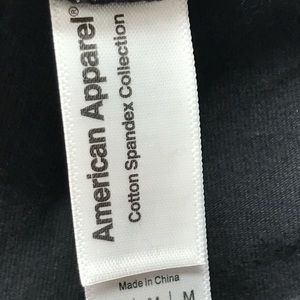 American Apparel®
Cotton Spandex Collection
Made in China
M | M